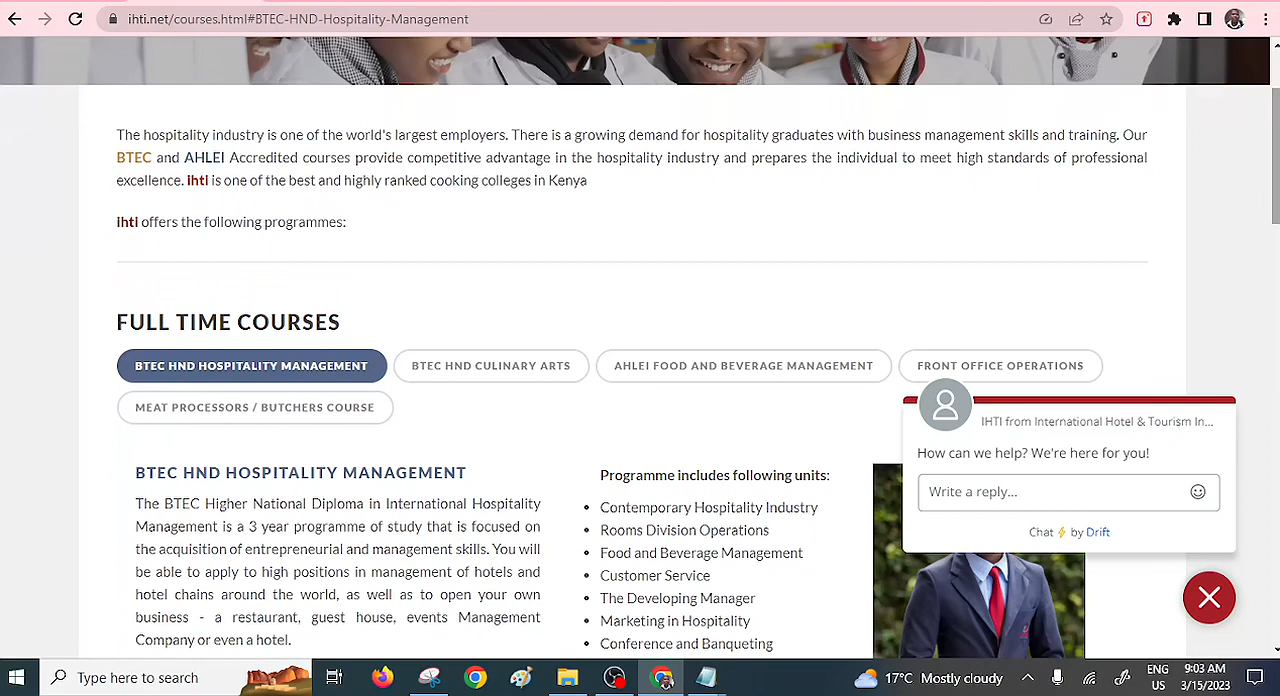 ihti.net/courses.html#BTEC-HND-Hospitality-Management
The hospitality industry is one of the world's largest employers. There is a growing demand for hospitality graduates with business management skills and training. Our
BTEC and AHLEI Accredited courses provide competitive advantage in the hospitality industry and prepares the individual to meet high standards of professional
excellence. ihtI is one of the best and highly ranked cooking colleges in Kenya
ihtI offers the following programmes:
FULL TIME COURSES
BTEC HND HOSPITALITY MANAGEMENT
BTEC HND CULINARY ARTS
AHLEI FOOD AND BEVERAGE MANAGEMENT
FRONT OFFICE OPERATIONS
MEAT PROCESSORS / BUTCHERS COURSE
BTEC HND HOSPITALITY MANAGEMENT
The BTEC Higher National Diploma in International Hospitality
Management is a 3 year programme of study that is focused on
the acquisition of entrepreneurial and management skills. You will
be able to apply to high positions in management of hotels and
hotel chains around the world, as well as to open your own
business - a restaurant, guest house, events Management
Company or even a hotel.
Programme includes following units:
Contemporary Hospitality Industry
Rooms Division Operations
Food and Beverage Management
Customer Service
The Developing Manager
Marketing in Hospitality
Conference and Banqueting
IHTI from International Hotel & Tourism In...
How can we help? We're here for you!
Write a reply...
Chat ⚡ by Drift
Type here to search
17°C Mostly cloudy
ENG
US
9:03 AM
3/15/2023